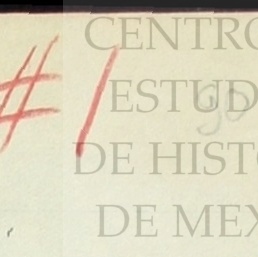 CENTRO
#1 ESTUD
DE HISTO
DE MEX